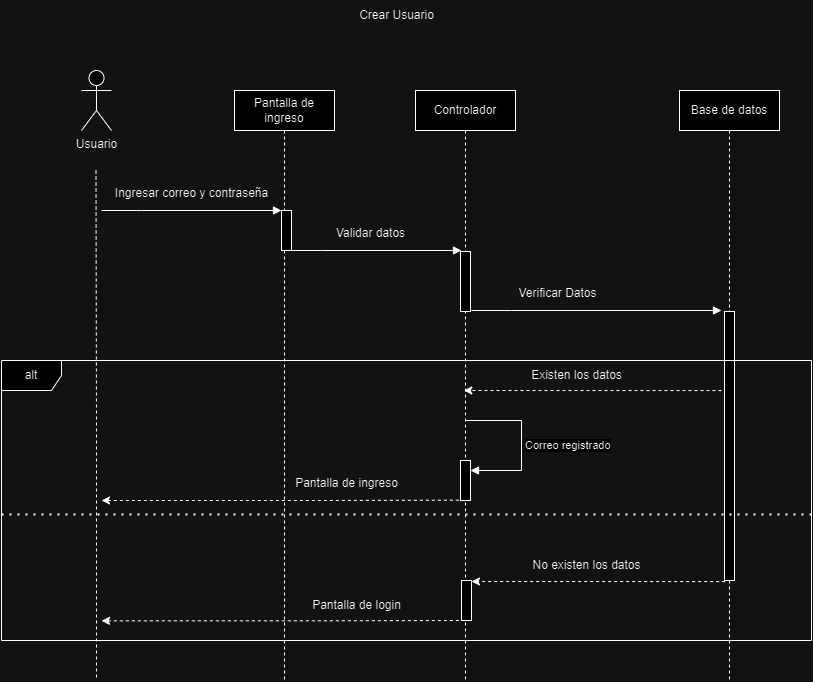 Crear Usuario
Pantalla de
ingreso
Controlador
Base de datos
Usuario
Ingresar correo y contraseña
Validar datos
Verificar Datos
alt
Existen los datos
Correo registrado
Pantalla de ingreso
No existen los datos
Pantalla de login